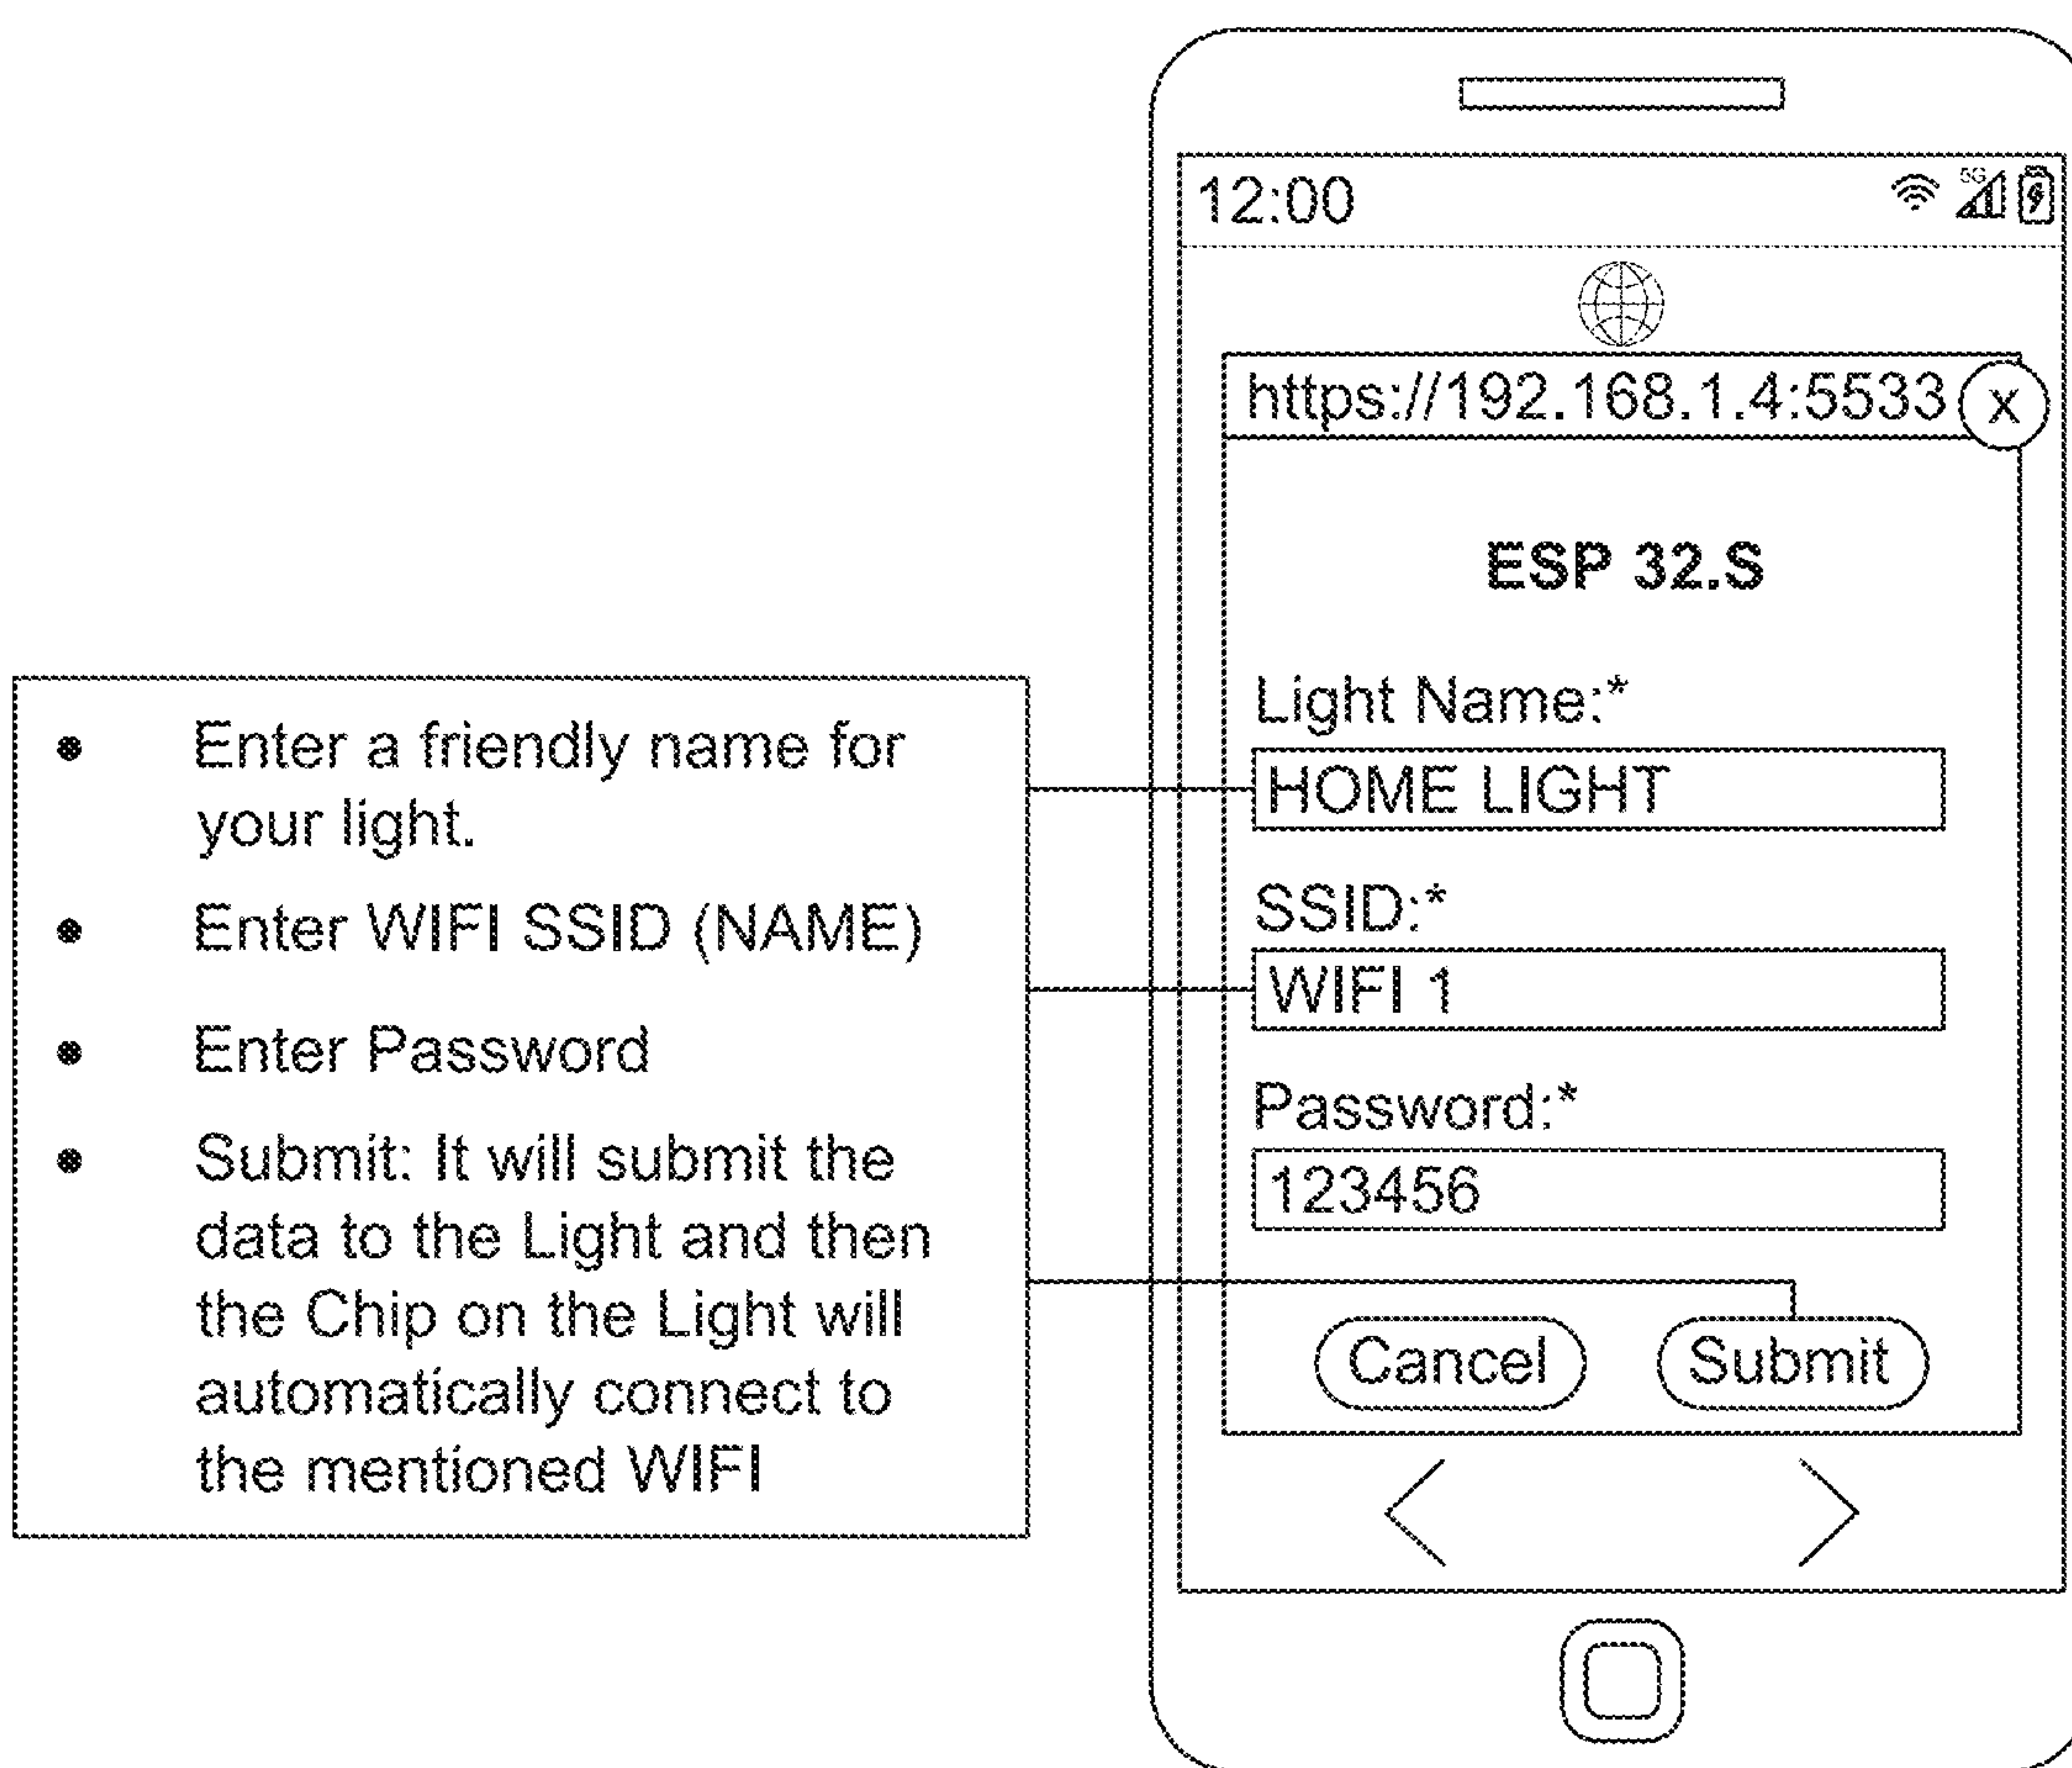 12:00
5G
https://192.168.1.4:5533
X
ESP 32.S
Light Name:*
HOME LIGHT
SSID:*
WIFI 1
Password:*
123456
Cancel
Submit
• Enter a friendly name for
your light.
• Enter WIFI SSID (NAME)
• Enter Password
• Submit: It will submit the
data to the Light and then
the Chip on the Light will
automatically connect to
the mentioned WIFI